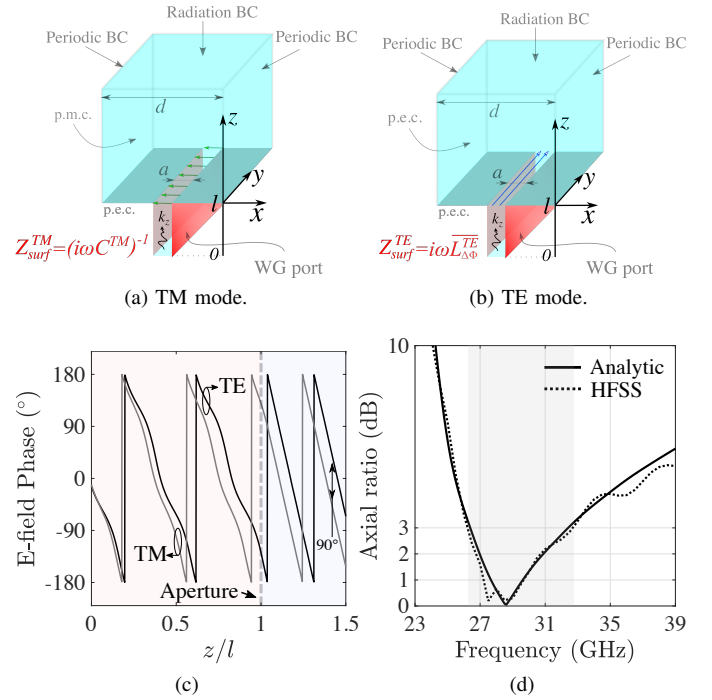 Radiation BC
Periodic BC
Periodic BC
p.m.c.
d
z
a
y
l
x
p.e.c.
k_z
0
Z_surf^TM=(iωC^TM)^-1
WG port
(a) TM mode.
Radiation BC
Periodic BC
Periodic BC
p.e.c.
d
z
a
y
l
x
p.e.c.
k_z
0
Z_surf^TE=iωL_ΔΦ^TE
WG port
(b) TE mode.
E-field Phase (°)
180
90
0
-90
-180
TE
TM
90°
Aperture
0 0.5 1 1.5
z/l
(c)
Axial ratio (dB)
10
3
2
1
0
Analytic
HFSS
23 27 31 35 39
Frequency (GHz)
(d)